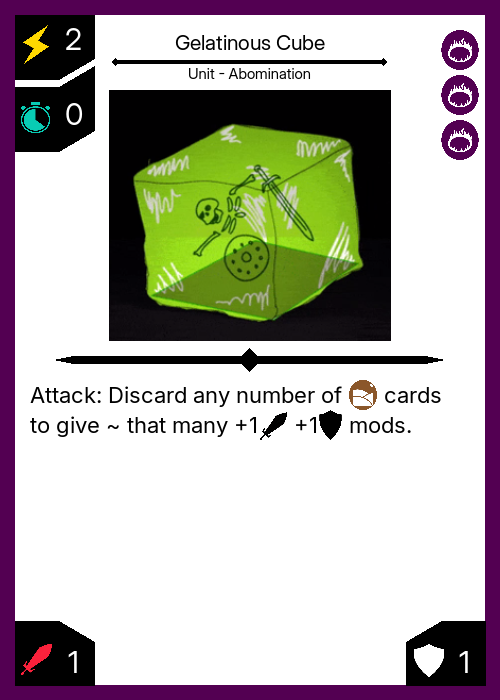 2
Gelatinous Cube
Unit - Abomination
0
Attack: Discard any number of cards
to give ~ that many +1 +1 mods.
1
1